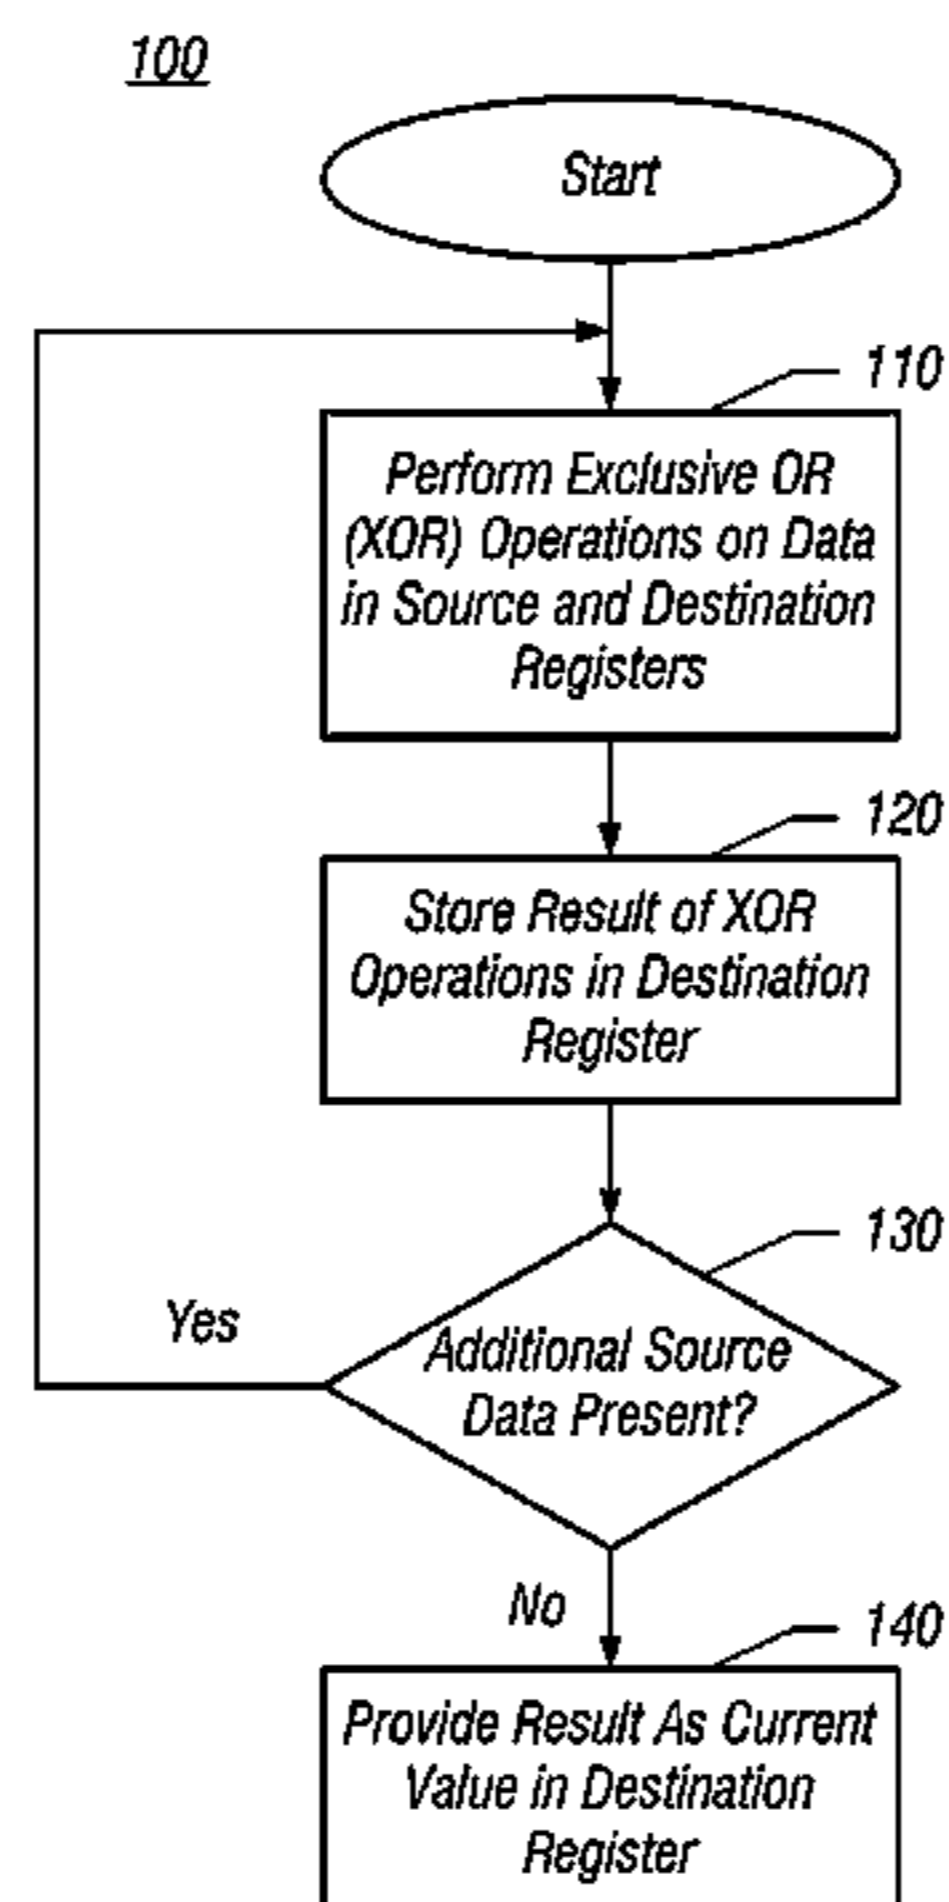 100
Start
110
Perform Exclusive OR
(XOR) Operations on Data
in Source and Destination
Registers
120
Store Result of XOR
Operations in Destination
Register
130
Yes
Additional Source
Data Present?
No
140
Provide Result As Current
Value in Destination
Register